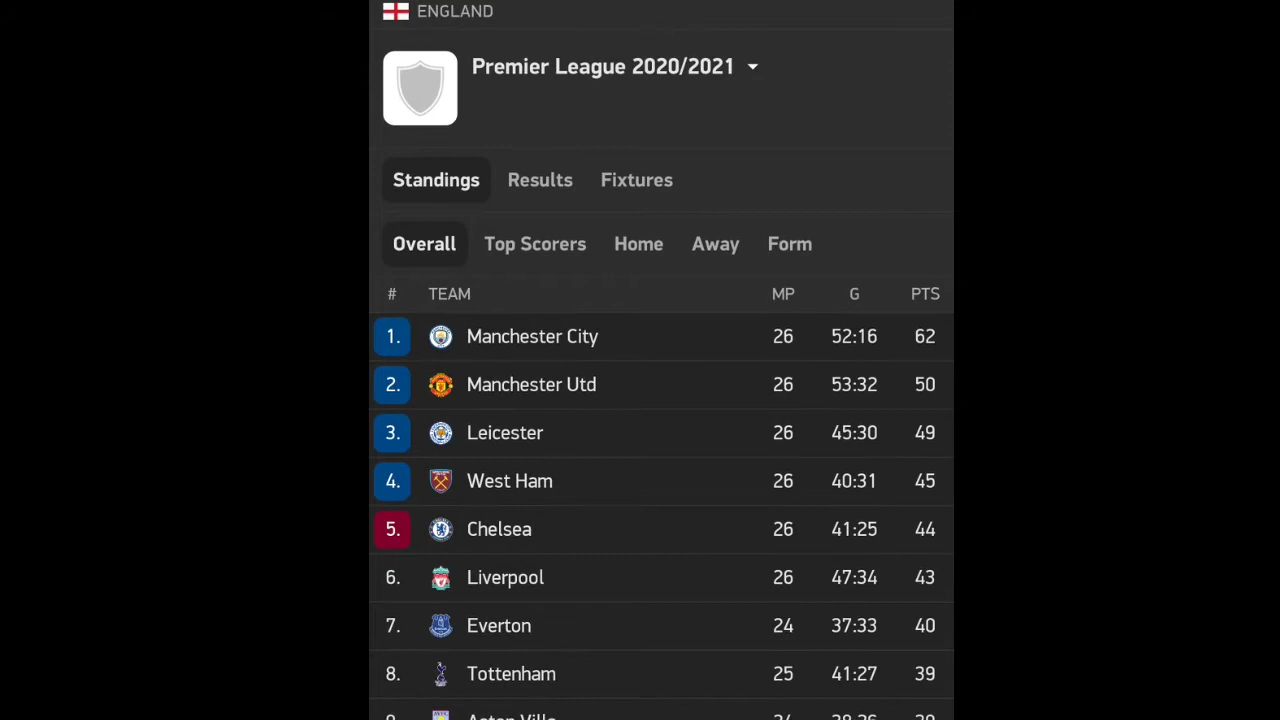 ENGLAND
Premier League 2020/2021
Standings Results Fixtures
Overall Top Scorers Home Away Form
# TEAM MP G PTS
1. Manchester City 26 52:16 62
2. Manchester Utd 26 53:32 50
3. Leicester 26 45:30 49
4. West Ham 26 40:31 45
5. Chelsea 26 41:25 44
6. Liverpool 26 47:34 43
7. Everton 24 37:33 40
8. Tottenham 25 41:27 39